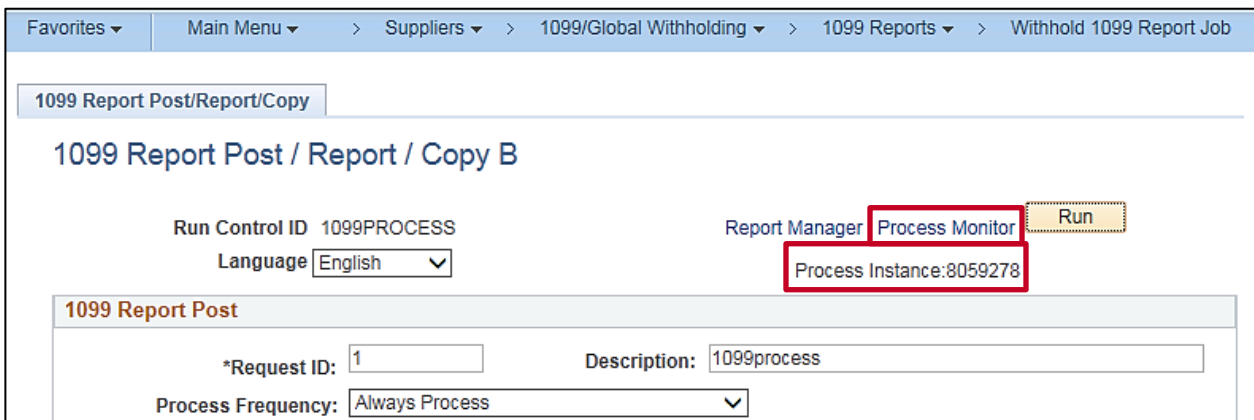 Favorites Main Menu > Suppliers > 1099/Global Withholding > 1099 Reports > Withhold 1099 Report Job
1099 Report Post/Report/Copy
1099 Report Post / Report / Copy B
Run Control ID 1099PROCESS Report Manager Process Monitor Run
Language English Process Instance:8059278
1099 Report Post
*Request ID: 1 Description: 1099process
Process Frequency: Always Process